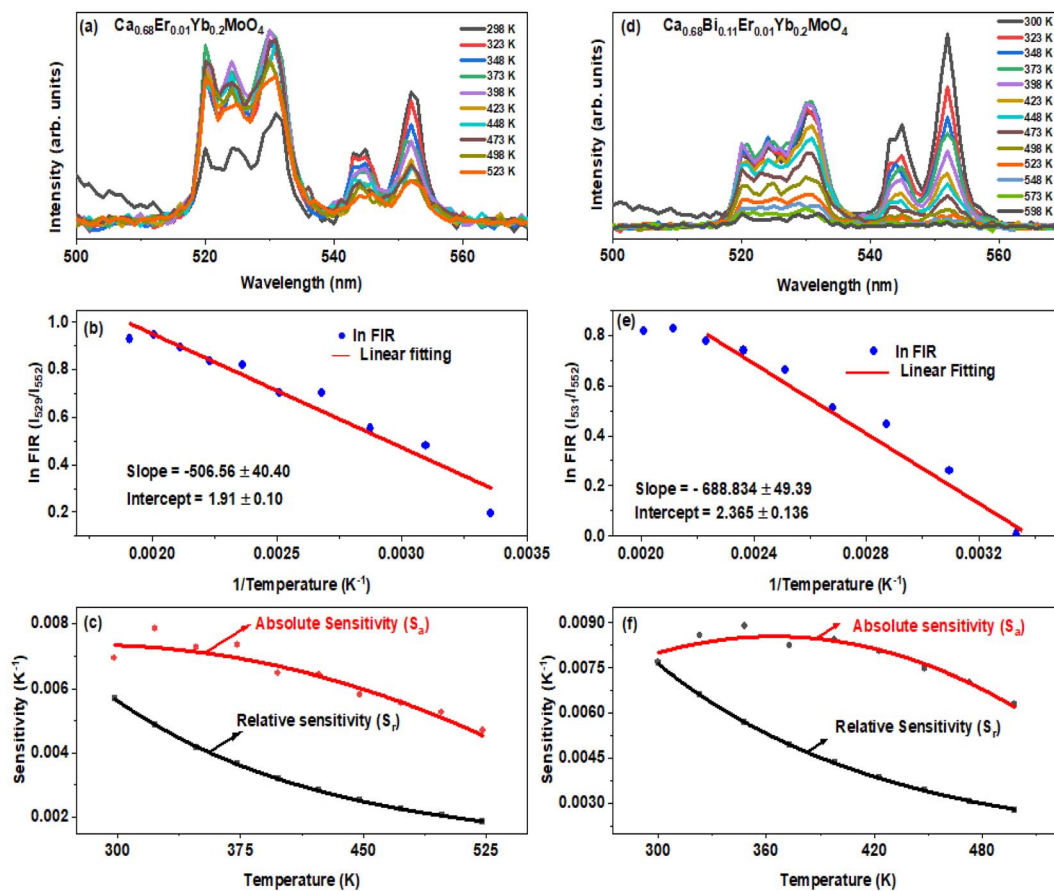 (a) Ca0.68Er0.01Yb0.2MoO4
298 K
323 K
348 K
373 K
398 K
423 K
448 K
473 K
498 K
523 K
Intensity (arb. units)
500 520 540 560
Wavelength (nm)
(d) Ca0.68Bi0.11Er0.01Yb0.2MoO4
300 K
323 K
348 K
373 K
398 K
423 K
448 K
473 K
498 K
523 K
548 K
573 K
598 K
Intensity (arb. units)
500 520 540 560
Wavelength (nm)
(b)
ln FIR
Linear fitting
Slope = -506.56 ± 40.40
Intercept = 1.91 ± 0.10
ln FIR (I529/I552)
1.0
0.8
0.6
0.4
0.2
0.0020 0.0025 0.0030 0.0035
1/Temperature (K-1)
(e)
ln FIR
Linear Fitting
Slope = - 688.834 ± 49.39
Intercept = 2.365 ± 0.136
ln FIR (I531/I552)
0.8
0.6
0.4
0.2
0.0
0.0020 0.0024 0.0028 0.0032
1/Temperature (K-1)
(c)
Absolute Sensitivity (Sa)
Relative sensitivity (Sr)
Sensitivity (K-1)
0.008
0.006
0.004
0.002
300 375 450 525
Temperature (K)
(f)
Absolute sensitivity (Sa)
Relative Sensitivity (Sr)
Sensitivity (K-1)
0.0090
0.0075
0.0060
0.0045
0.0030
300 360 420 480
Temperature (K)